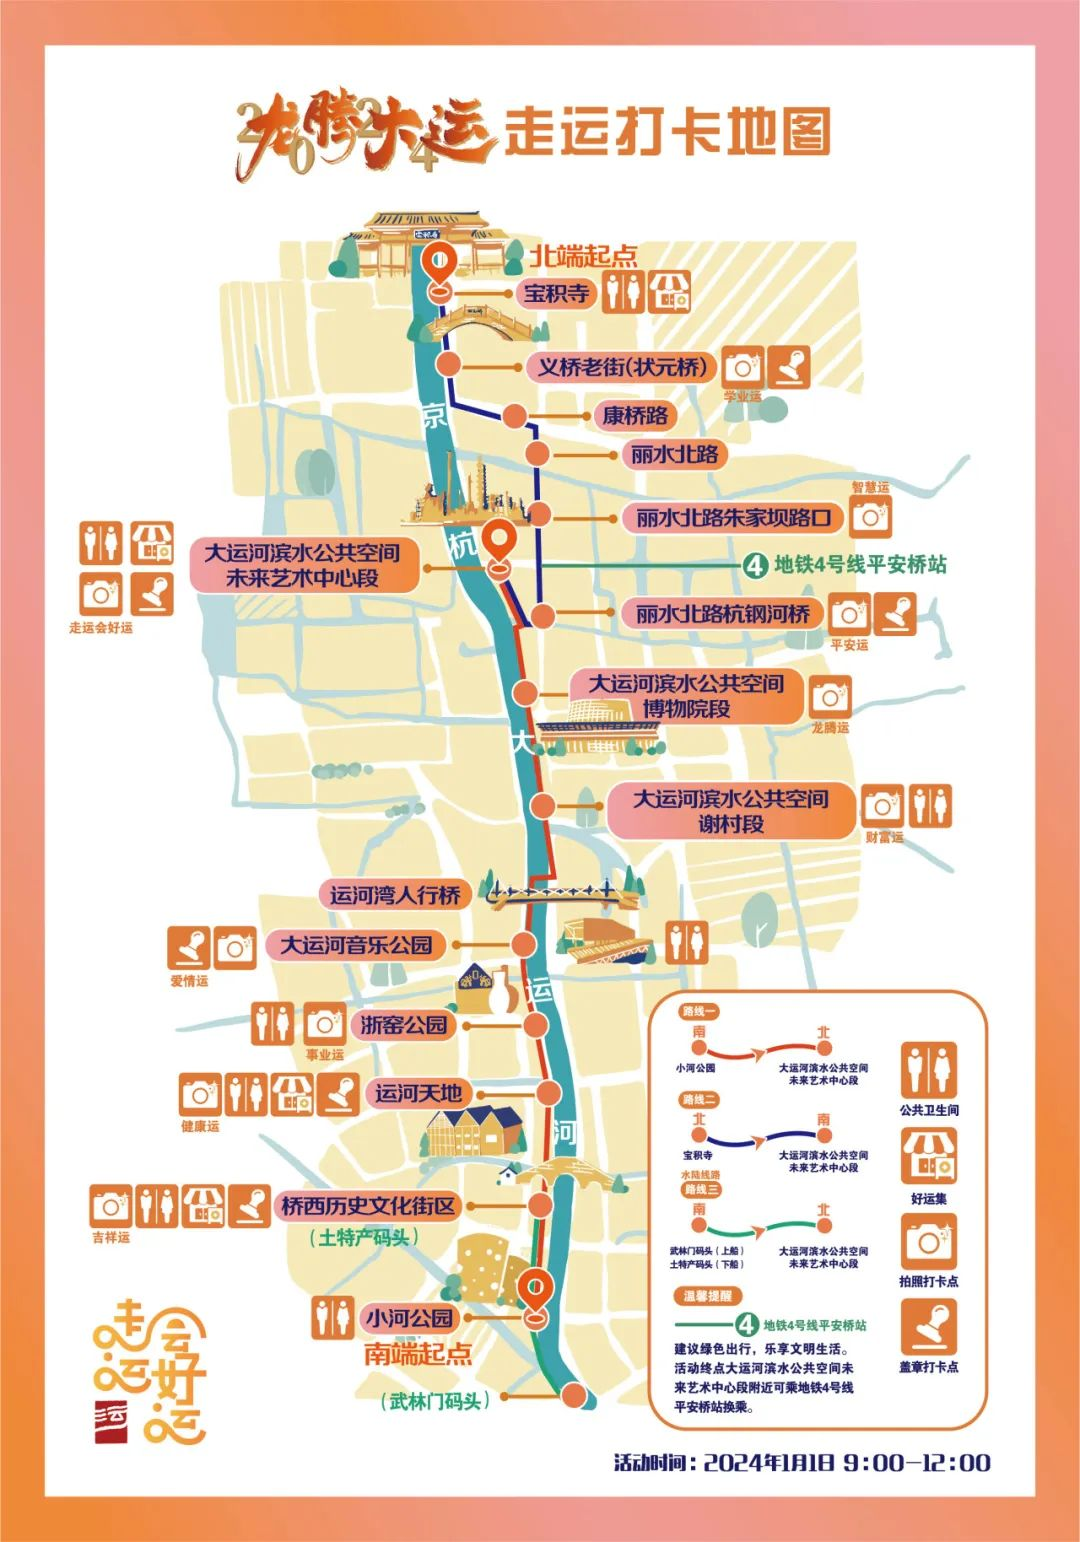 2024
龙腾大运 走运打卡地图
宝积寺
北端起点
宝积寺
义桥老街(状元桥)
学业运
京
康桥路
丽水北路
智慧运
丽水北路朱家坝路口
杭
大运河滨水公共空间
未来艺术中心段
走运会好运
4 地铁4号线平安桥站
丽水北路杭钢河桥
平安运
大运河滨水公共空间
博物院段
龙腾运
大
大运河滨水公共空间
谢村段
财富运
运河湾人行桥
大运河音乐公园
爱情运
运
浙窑公园
事业运
运河天地
健康运
河
桥西历史文化街区
吉祥运
(土特产码头)
小河公园
南端起点
(武林门码头)
路线一
南 北
小河公园
大运河滨水公共空间
未来艺术中心段
路线二
北 南
宝积寺
大运河滨水公共空间
未来艺术中心段
水陆线路
路线三
南 北
武林门码头(上船)
土特产码头(下船)
大运河滨水公共空间
未来艺术中心段
公共卫生间
好运集
拍照打卡点
盖章打卡点
温馨提醒
4 地铁4号线平安桥站
建议绿色出行，乐享文明生活。
活动终点大运河滨水公共空间未
来艺术中心段附近可乘地铁4号线
平安桥站换乘。
走运会好运
三运
活动时间：2024年1月1日 9:00—12:00